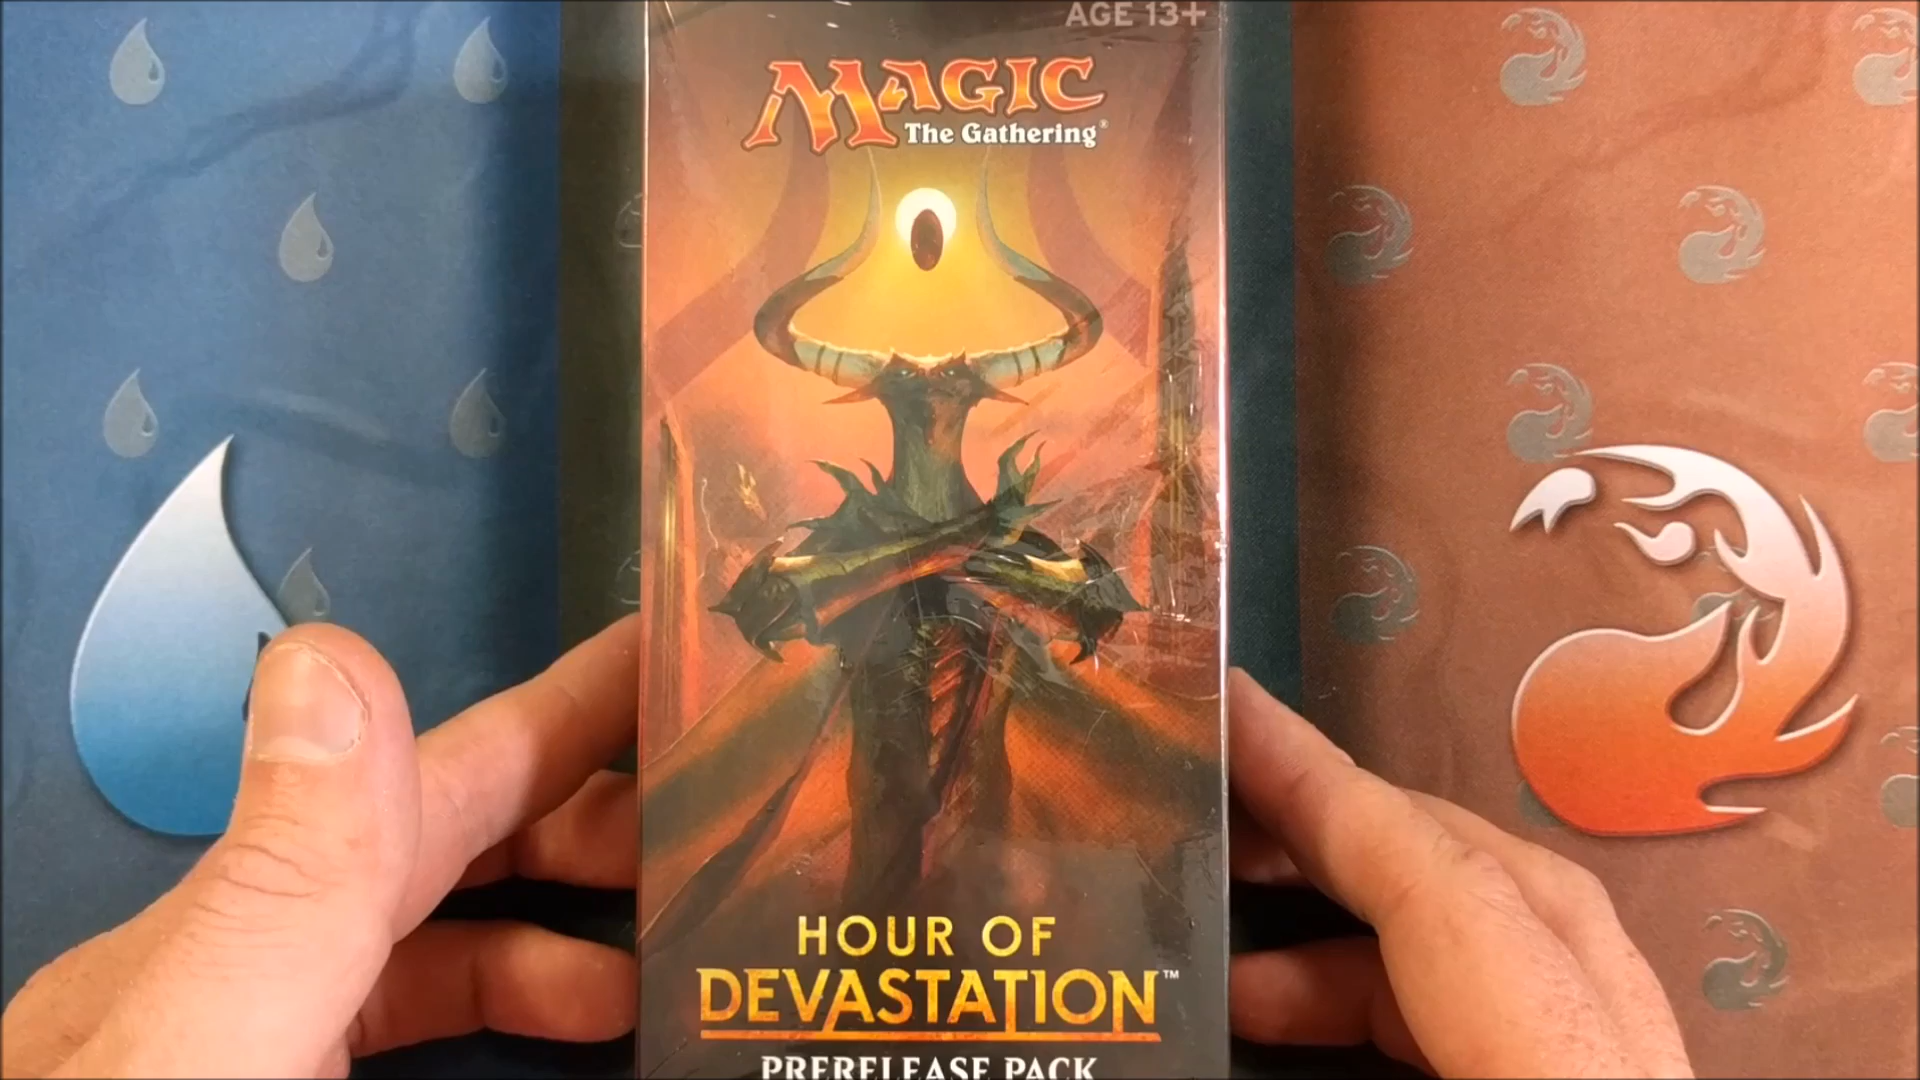 AGE 13+
MAGIC
The Gathering®
HOUR OF
DEVASTATION™
PRERELEASE PACK